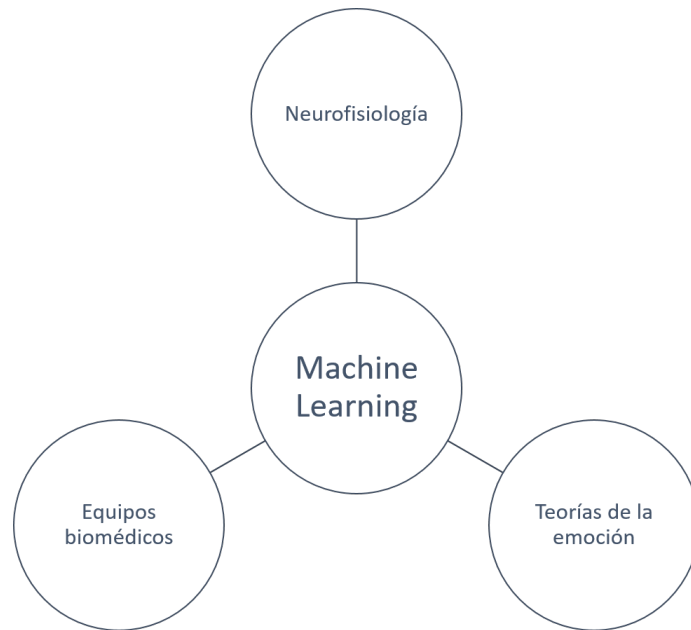 Neurofisiología
Machine
Learning
Equipos
biomédicos
Teorías de la
emoción